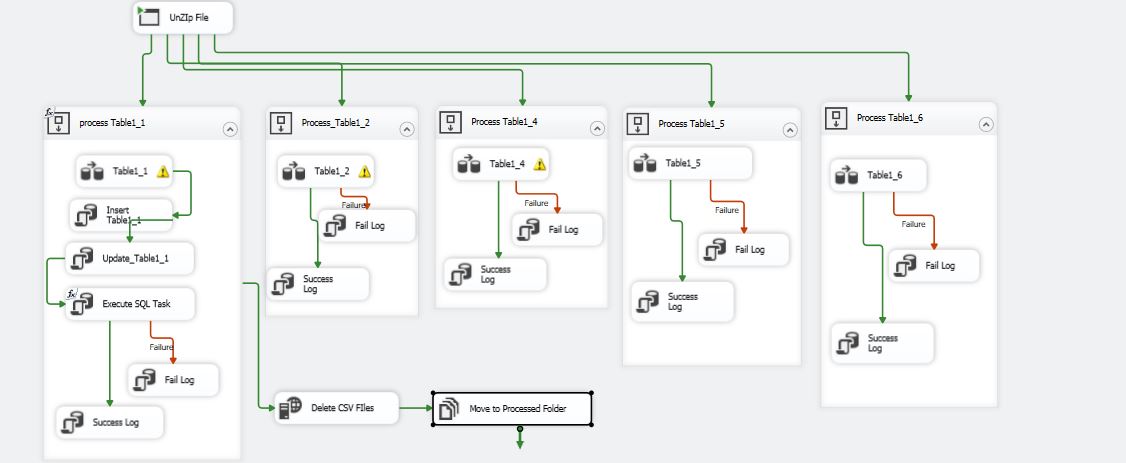 UnZIp File
fx
process Table1_1
Process_Table1_2
Process Table1_4
Process Table1_5
Process Table1_6
Table1_1
Table1_2
Table1_4
Table1_5
Table1_6
Insert
Table1_1
Failure
Fail Log
Failure
Fail Log
Failure
Fail Log
Failure
Fail Log
Update_Table1_1
Success
Log
Success
Log
Success
Log
Success
Log
fx
Execute SQL Task
Failure
Fail Log
Success Log
Delete CSV FIles
Move to Processed Folder